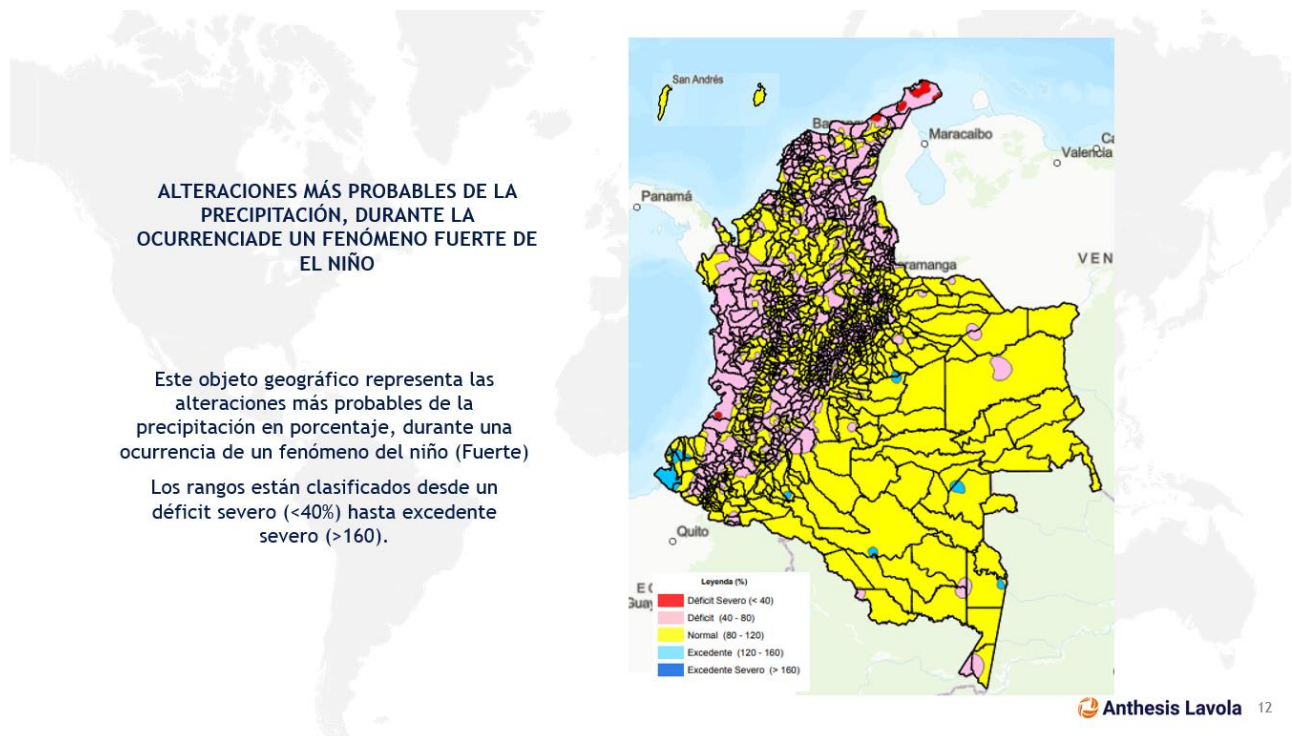 ALTERACIONES MÁS PROBABLES DE LA
PRECIPITACIÓN, DURANTE LA
OCURRENCIADE UN FENÓMENO FUERTE DE
EL NIÑO
Este objeto geográfico representa las
alteraciones más probables de la
precipitación en porcentaje, durante una
ocurrencia de un fenómeno del niño (Fuerte)
Los rangos están clasificados desde un
déficit severo (<40%) hasta excedente
severo (>160).
San Andrés
Maracaibo
Valencia
Panamá
eramanga
VEN
Quito
Leyenda (%)
Déficit Severo (< 40)
Déficit (40 - 80)
Normal (80 - 120)
Excedente (120 - 160)
Excedente Severo (> 160)
Anthesis Lavola 12